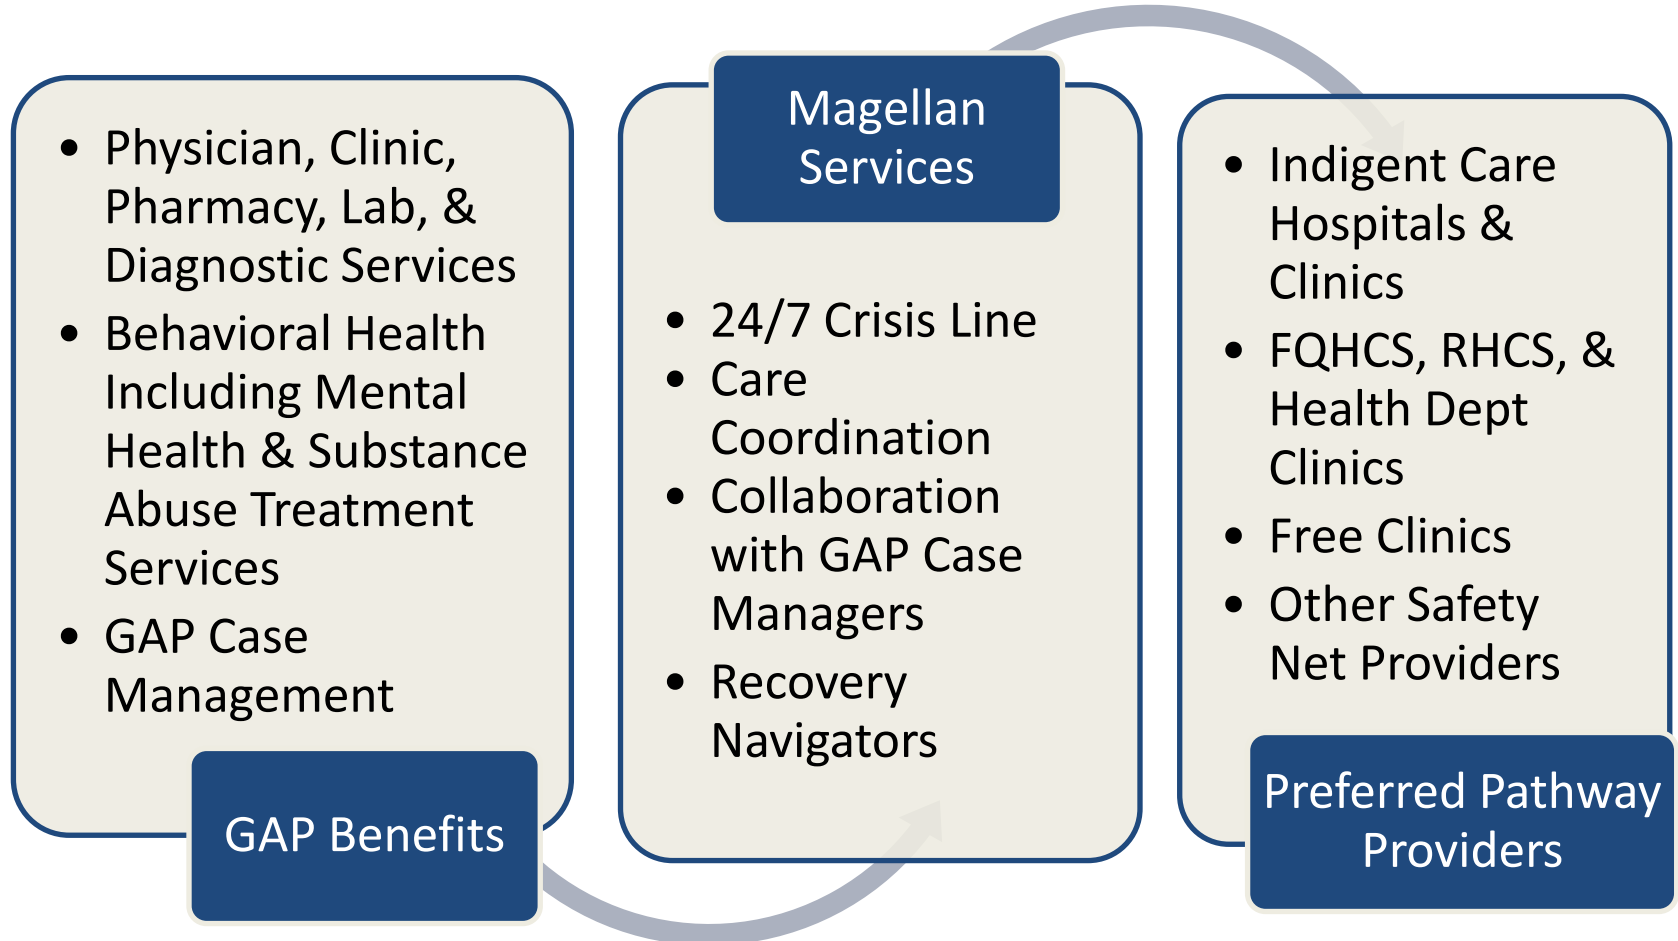 • Physician, Clinic,
Pharmacy, Lab, &
Diagnostic Services
• Behavioral Health
Including Mental
Health & Substance
Abuse Treatment
Services
• GAP Case
Management
GAP Benefits
Magellan
Services
• 24/7 Crisis Line
• Care
Coordination
• Collaboration
with GAP Case
Managers
• Recovery
Navigators
• Indigent Care
Hospitals &
Clinics
• FQHCS, RHCS, &
Health Dept
Clinics
• Free Clinics
• Other Safety
Net Providers
Preferred Pathway
Providers